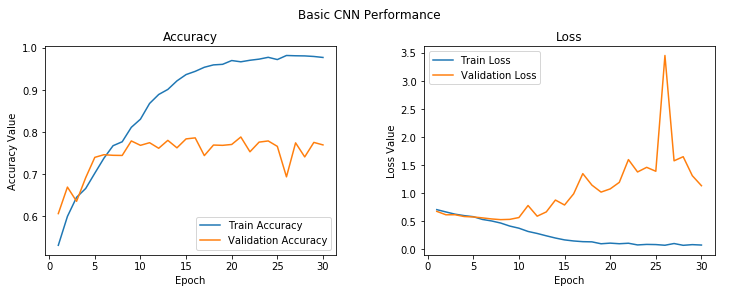 Basic CNN Performance
Accuracy
Accuracy Value
1.0
0.9
0.8
0.7
0.6
0 5 10 15 20 25 30
Epoch
Train Accuracy
Validation Accuracy
Loss
Loss Value
3.5
3.0
2.5
2.0
1.5
1.0
0.5
0.0
0 5 10 15 20 25 30
Epoch
Train Loss
Validation Loss